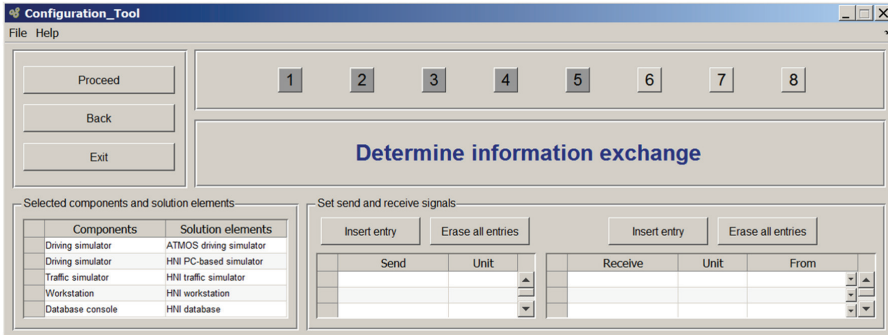 Configuration_Tool
File Help
Proceed
1 2 3 4 5 6 7 8
Back
Determine information exchange
Exit
Selected components and solution elements
Components Solution elements
Driving simulator ATMOS driving simulator
Driving simulator HNI PC-based simulator
Traffic simulator HNI traffic simulator
Workstation HNI workstation
Database console HNI database
Set send and receive signals
Insert entry Erase all entries Insert entry Erase all entries
Send Unit Receive Unit From